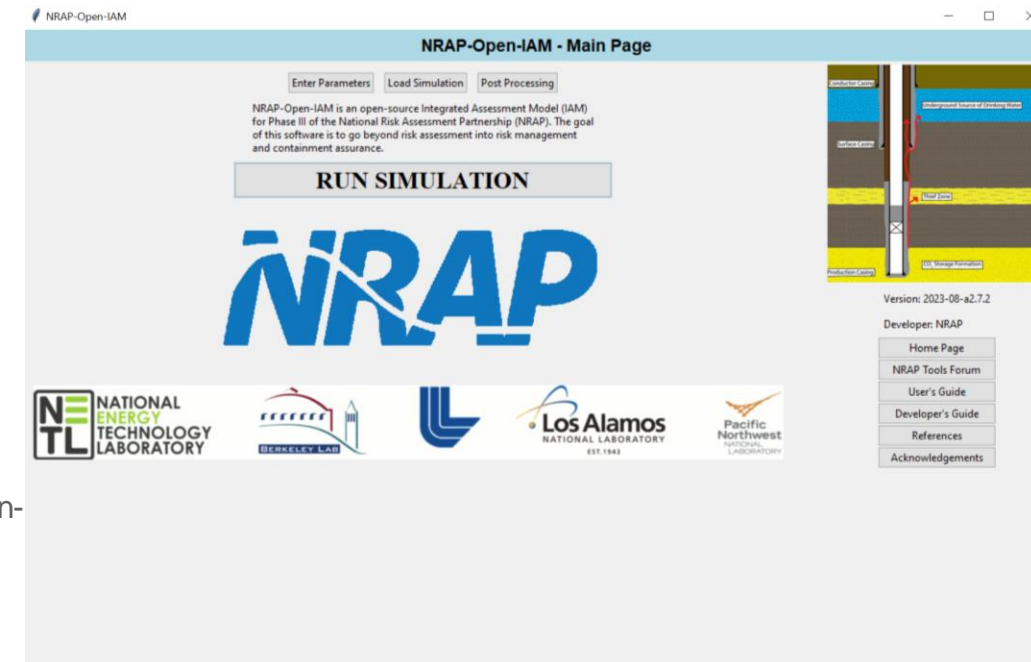 NRAP-Open-IAM
NRAP-Open-IAM - Main Page
Enter Parameters Load Simulation Post Processing
NRAP-Open-IAM is an open-source Integrated Assessment Model (IAM)
for Phase III of the National Risk Assessment Partnership (NRAP). The goal
of this software is to go beyond risk assessment into risk management
and containment assurance.
RUN SIMULATION
NRAP
Conductor Casing
Underground Source of Drinking Water
Surface Casing
Thief Zone
CO₂ Storage Formation
Production Casing
Version: 2023-08-a2.7.2
Developer: NRAP
Home Page
NRAP Tools Forum
User's Guide
Developer's Guide
References
Acknowledgements
NETL
NATIONAL
ENERGY
TECHNOLOGY
LABORATORY
BERKELEY LAB
Los Alamos
NATIONAL LABORATORY
EST. 1943
Pacific
Northwest
NATIONAL
LABORATORY
n-